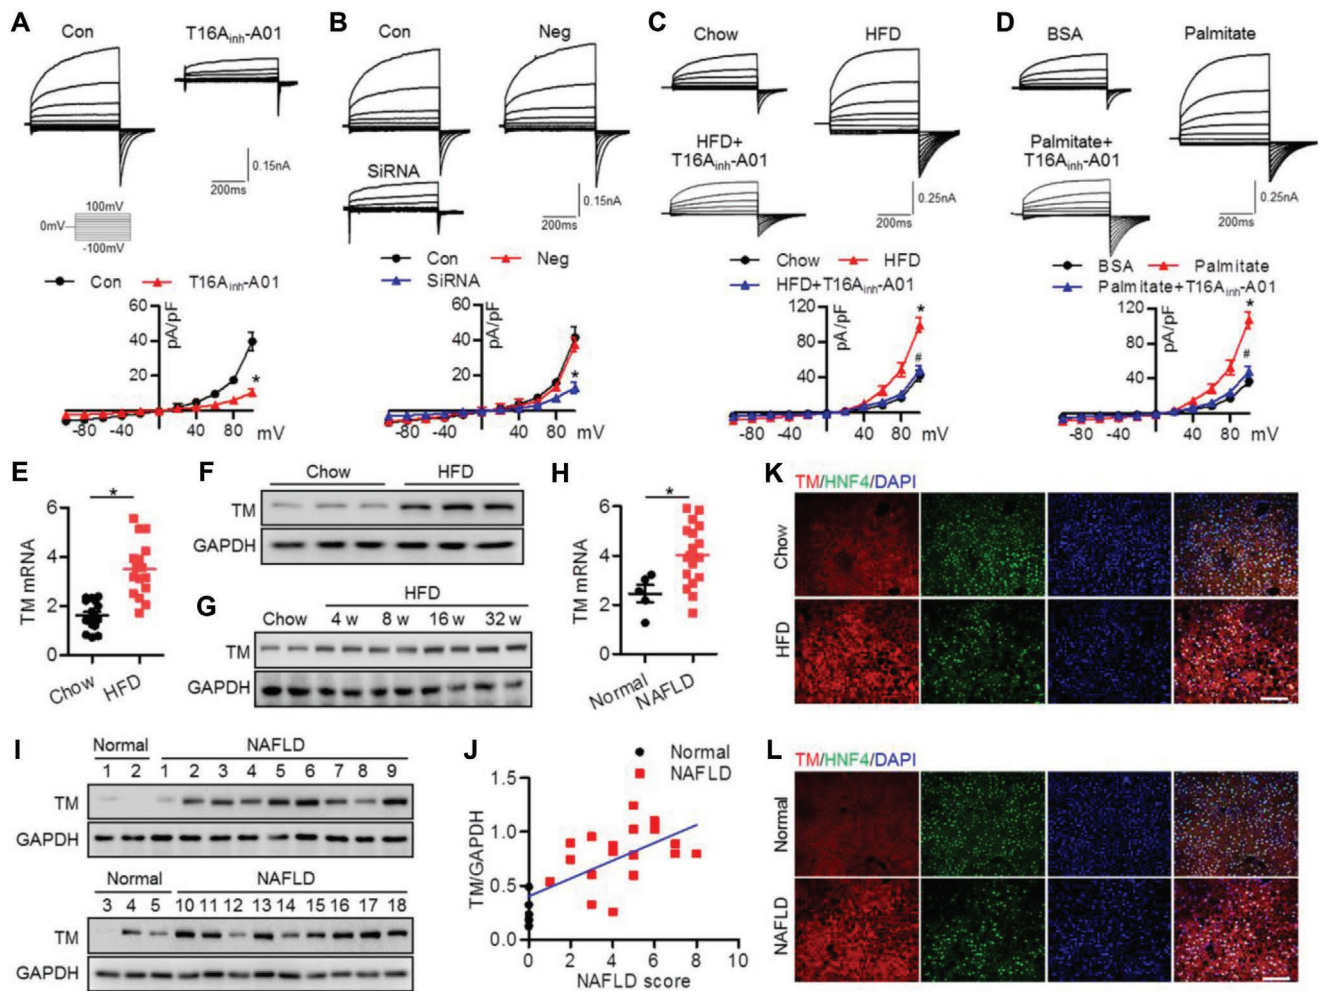 A
Con
T16Ainh-A01
0.15nA
200ms
100mV
0mV
-100mV
Con
T16Ainh-A01
60
40
20
pA/pF
-80
-40
40
80
mV
B
Con
Neg
SiRNA
0.15nA
200ms
Con
Neg
SiRNA
60
40
20
pA/pF
-80
-40
40
80
mV
C
Chow
HFD
HFD+
T16Ainh-A01
0.25nA
200ms
Chow
HFD
HFD+T16Ainh-A01
120
80
40
pA/pF
*
#
-80
-40
40
80
mV
D
BSA
Palmitate
Palmitate+
T16Ainh-A01
0.25nA
200ms
BSA
Palmitate
Palmitate+T16Ainh-A01
120
80
40
pA/pF
*
#
-80
-40
40
80
mV
E
*
TM mRNA
6
4
2
0
Chow
HFD
F
Chow
HFD
TM
GAPDH
G
HFD
Chow
4 w
8 w
16 w
32 w
TM
GAPDH
H
*
TM mRNA
6
4
2
0
Normal
NAFLD
I
Normal
NAFLD
1 2 1 2 3 4 5 6 7 8 9
TM
GAPDH
Normal
NAFLD
3 4 5 10 11 12 13 14 15 16 17 18
TM
GAPDH
J
Normal
NAFLD
TM/GAPDH
1.5
1.0
0.5
0.0
0 2 4 6 8 10
NAFLD score
K
TM/HNF4/DAPI
Chow
HFD
L
TM/HNF4/DAPI
Normal
NAFLD